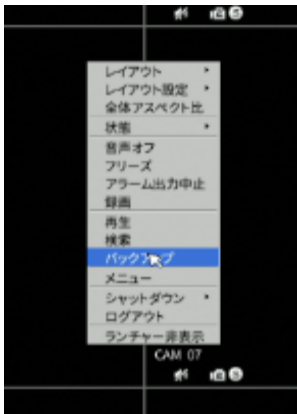 レイアウト
レイアウト設定
全体アスペクト比
状態
音声オフ
フリーズ
アラーム出力中止
録画
再生
検索
バックアップ
メニュー
シャットダウン
ログアウト
ランチャー非表示
CAM 07